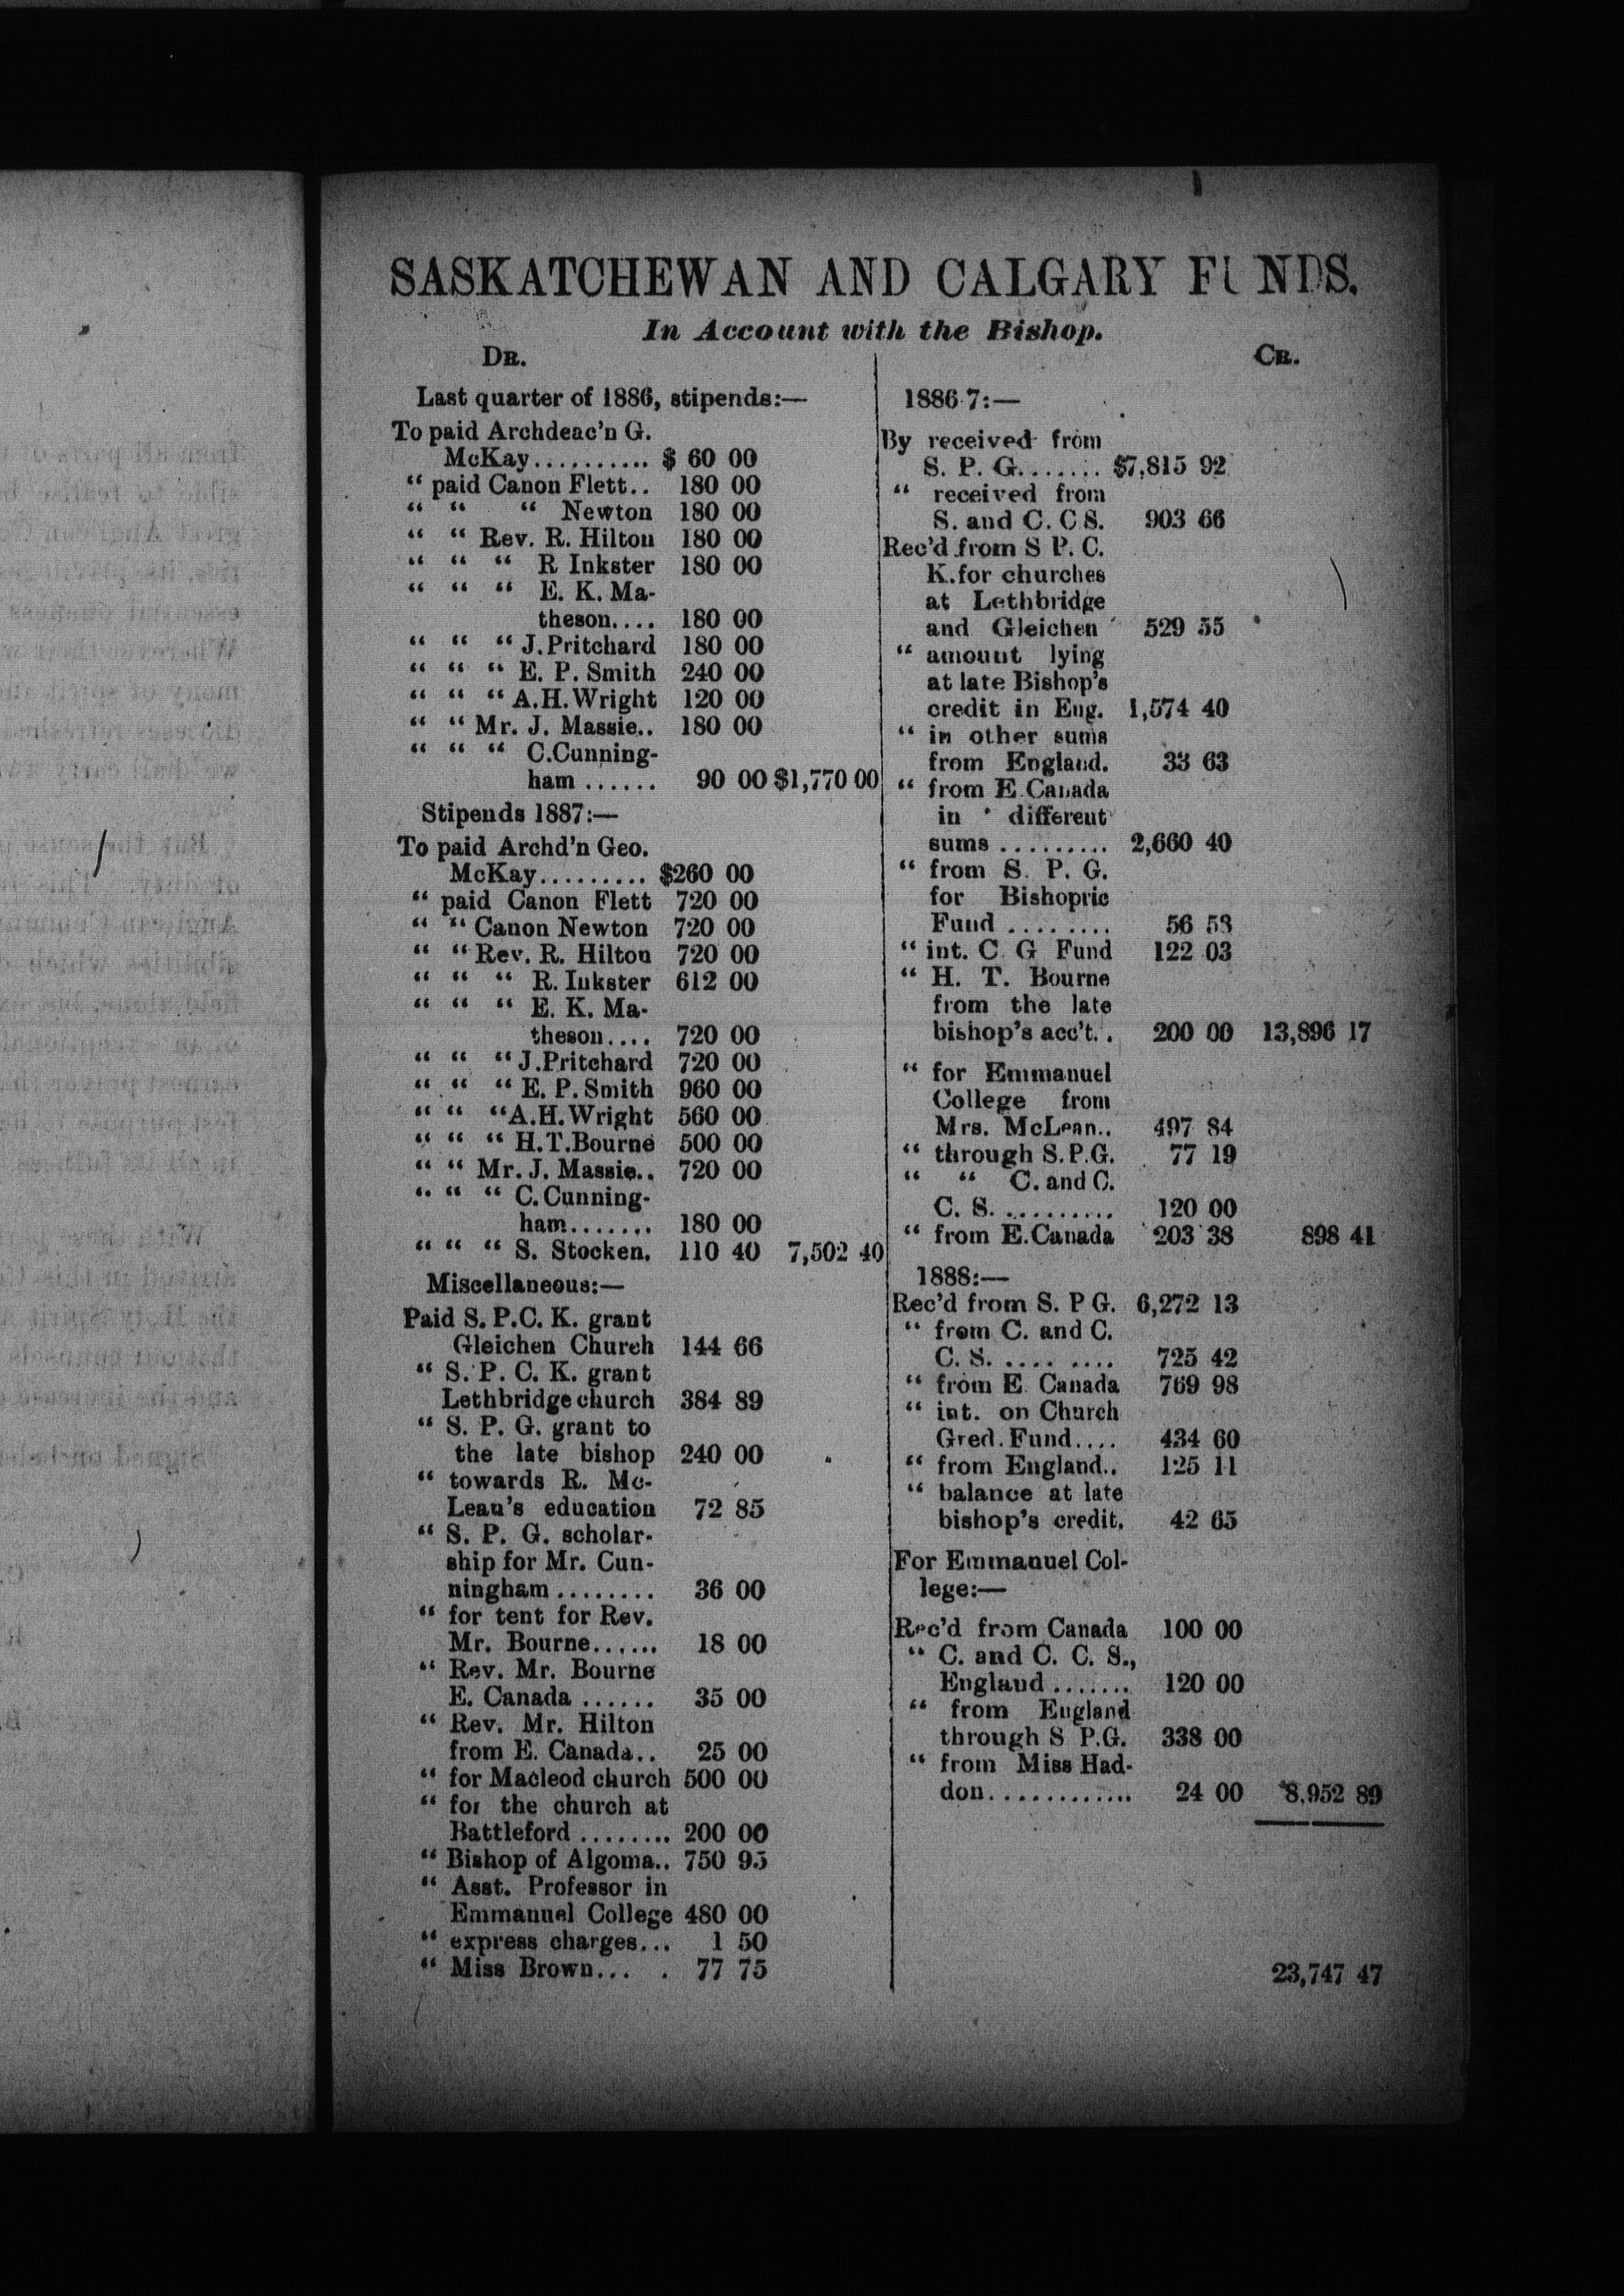 SASKATCHEWAN AND CALGARY FUNDS.
In Account with the Bishop.
DR.
Last quarter of 1886, stipends:—
To paid Archdeac'n G.
McKay.......... $ 60 00
" paid Canon Flett.. 180 00
" " " Newton 180 00
" " Rev. R. Hilton 180 00
" " " R Inkster 180 00
" " " E. K. Ma-
theson.... 180 00
" " " J.Pritchard 180 00
" " " E. P. Smith 240 00
" " " A.H.Wright 120 00
" " Mr. J. Massie.. 180 00
" " " C.Cunning-
ham ...... 90 00 $1,770 00
Stipends 1887:—
To paid Archd'n Geo.
McKay......... $260 00
" paid Canon Flett 720 00
" " Canon Newton 720 00
" " Rev. R. Hilton 720 00
" " " R. Inkster 612 00
" " " E. K. Ma-
theson.... 720 00
" " " J.Pritchard 720 00
" " " E. P. Smith 960 00
" " "A.H.Wright 560 00
" " " H.T.Bourne 500 00
" " Mr. J. Massie.. 720 00
" " " C.Cunning-
ham....... 180 00
" " " S. Stocken. 110 40 7,502 40
Miscellaneous:—
Paid S. P.C. K. grant
Gleichen Church 144 66
" S. P. C. K. grant
Lethbridge church 384 89
" S. P. G. grant to
the late bishop 240 00
" towards R. Mc-
Lean's education 72 85
" S. P. G. scholar-
ship for Mr. Cun-
ningham ........ 36 00
" for tent for Rev.
Mr. Bourne...... 18 00
" Rev. Mr. Bourne
E. Canada ...... 35 00
" Rev. Mr. Hilton
from E. Canada.. 25 00
" for Macleod church 500 00
" for the church at
Battleford ........ 200 00
" Bishop of Algoma.. 750 95
" Asst. Professor in
Emmanuel College 480 00
" express charges... 1 50
" Miss Brown... . 77 75
CR.
1886-7:—
By received from
S. P. G....... $7,815 92
" received from
S. and C. C S. 903 66
Rec'd from S P. C.
K. for churches
at Lethbridge
and Gleichen 529 55
" amount lying
at late Bishop's
credit in Eng. 1,574 40
" in other sums
from England. 33 63
" from E Canada
in different
sums ......... 2,660 40
" from S. P. G.
for Bishopric
Fund ........ 56 58
" int. C. G Fund 122 03
" H. T. Bourne
from the late
bishop's acc't.. 200 00 13,896 17
" for Emmanuel
College from
Mrs. McLean.. 497 84
" through S.P.G. 77 19
" " C. and C.
C. S. .......... 120 00
" from E.Canada 203 38 898 41
1888:—
Rec'd from S. P G. 6,272 13
" from C. and C.
C. S. .... .... 725 42
" from E. Canada 769 98
" int. on Church
Gred. Fund.... 434 60
" from England.. 125 11
" balance at late
bishop's credit. 42 65
For Emmanuel Col-
lege:—
Rec'd from Canada 100 00
" C. and C. C. S.,
England ....... 120 00
" from England
through S P.G. 338 00
" from Miss Had-
don............ 24 00 8,952 89
23,747 47